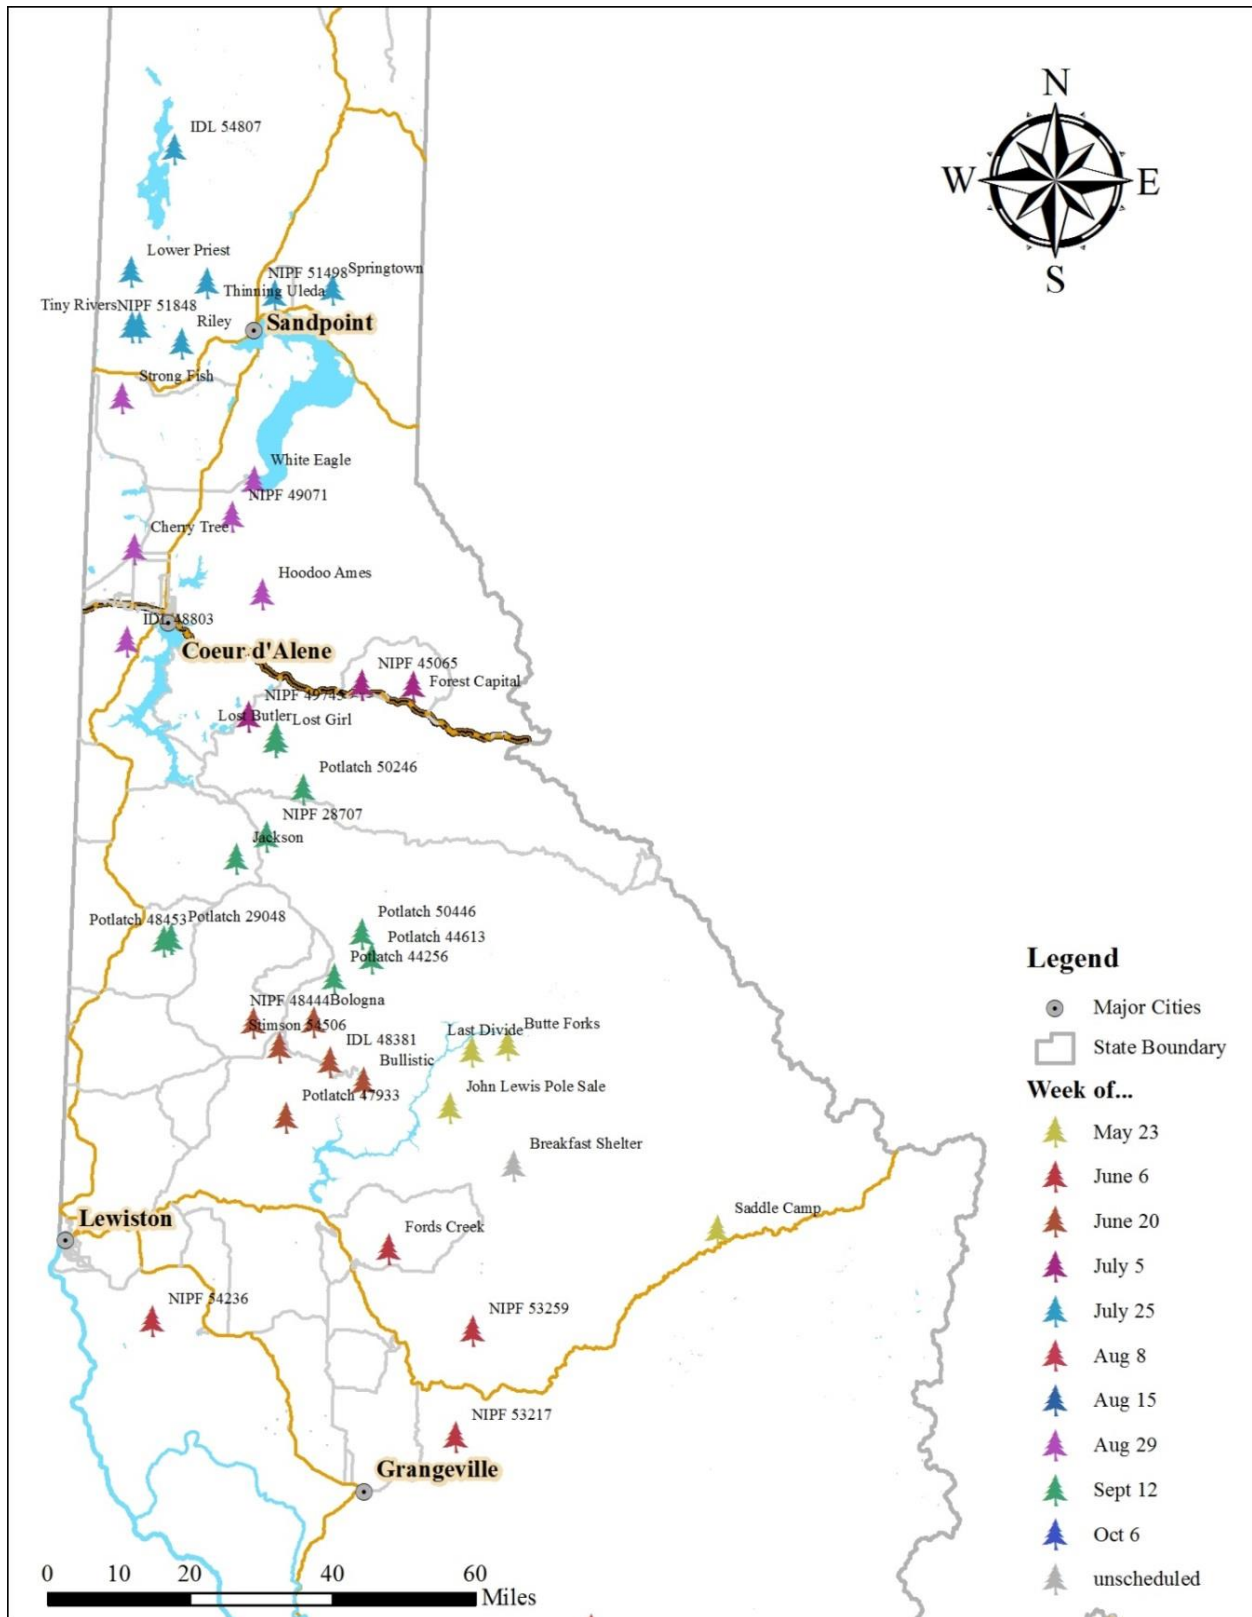 N
W
E
S
IDL 54807
Lower Priest
NIPF 51498
Springtown
Thinning Uleda
Tiny Rivers
NIPF 51848
Riley
Sandpoint
Strong Fish
White Eagle
NIPF 49071
Cherry Tree
Hoodoo Ames
IDL 48803
Coeur d'Alene
NIPF 45065
Forest Capital
Lost Butler
Lost Girl
Potlatch 50246
NIPF 28707
Jackson
Potlatch 48453
Potlatch 29048
Potlatch 50446
Potlatch 44613
Potlatch 44256
NIPF 48444
Bologna
Stimson 54506
IDL 48381
Bullistic
Potlatch 47933
Last Divide
Butte Forks
John Lewis Pole Sale
Breakfast Shelter
Saddle Camp
Lewiston
Fords Creek
NIPF 54236
NIPF 53259
NIPF 53217
Grangeville
Legend
Major Cities
State Boundary
Week of...
May 23
June 6
June 20
July 5
July 25
Aug 8
Aug 15
Aug 29
Sept 12
Oct 6
unscheduled
0 10 20 40 60
Miles